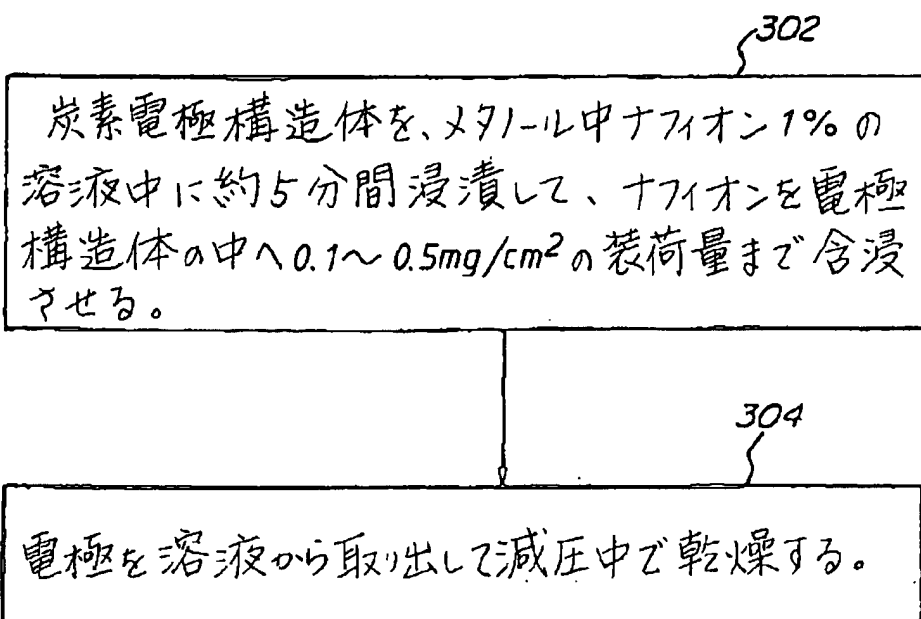 302
炭素電極構造体を、メタノール中ナフィオン1%の
溶液中に約5分間浸漬して、ナフィオンを電極
構造体の中へ0.1〜0.5mg/cm²の装荷量まで含浸
させる。
304
電極を溶液から取り出して減圧中で乾燥する。